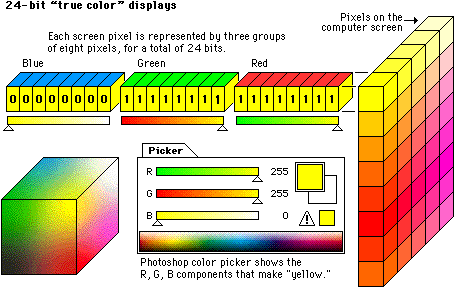 24-bit “true color” displays
Pixels on the
computer screen
Each screen pixel is represented by three groups
of eight pixels, for a total of 24 bits.
Blue Green Red
0 0 0 0 0 0 0 0 1 1 1 1 1 1 1 1 1 1 1 1 1 1 1 1
Picker
R 255
G 255
B 0
Photoshop color picker shows the
R, G, B components that make "yellow."